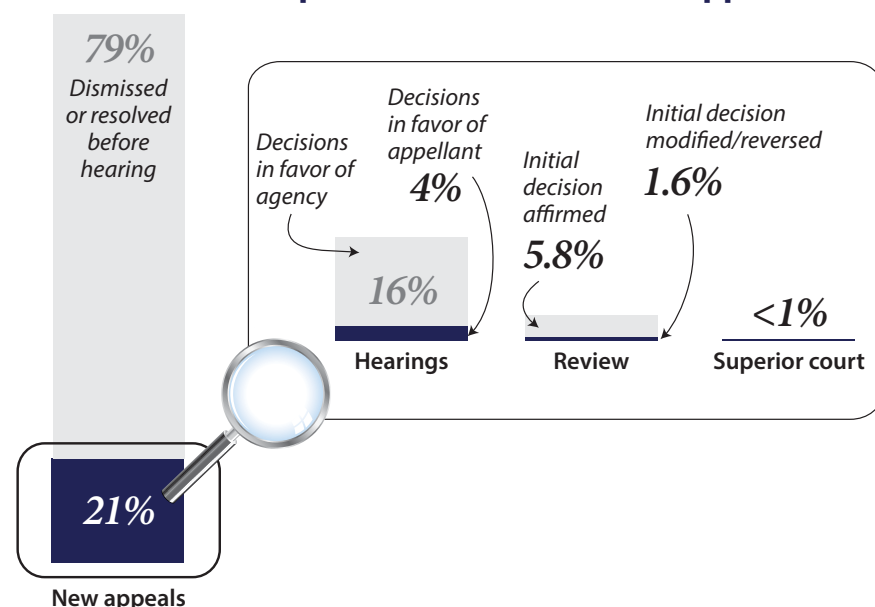 79%
Dismissed
or resolved
before
hearing
21%
New appeals
Decisions
in favor of
agency
16%
Decisions
in favor of
appellant
4%
Hearings
Initial
decision
affirmed
5.8%
Initial decision
modified/reversed
1.6%
Review
<1%
Superior court